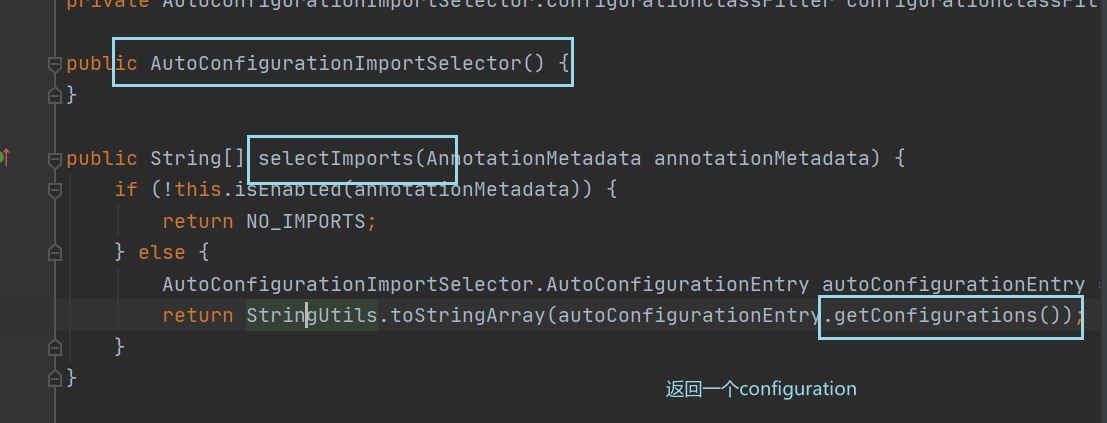 private AutoConfigurationImportSelector.ConfigurationClassFilter configurationClassFil
public AutoConfigurationImportSelector() {
}
public String[] selectImports(AnnotationMetadata annotationMetadata) {
if (!this.isEnabled(annotationMetadata)) {
return NO_IMPORTS;
} else {
AutoConfigurationImportSelector.AutoConfigurationEntry autoConfigurationEntry =
return StringUtils.toStringArray(autoConfigurationEntry.getConfigurations());
}
}
返回一个configuration